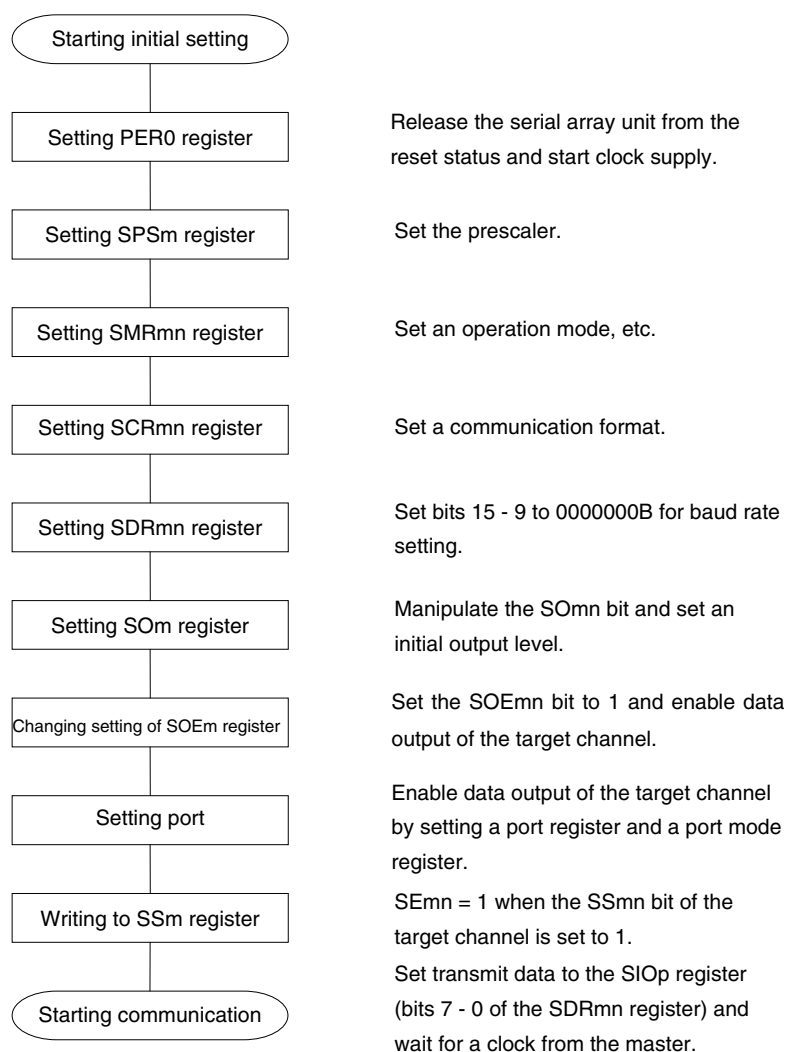 Starting initial setting
Setting PER0 register
Release the serial array unit from the
reset status and start clock supply.
Setting SPSm register
Set the prescaler.
Setting SMRmn register
Set an operation mode, etc.
Setting SCRmn register
Set a communication format.
Setting SDRmn register
Set bits 15 - 9 to 0000000B for baud rate
setting.
Setting SOm register
Manipulate the SOmn bit and set an
initial output level.
Changing setting of SOEm register
Set the SOEmn bit to 1 and enable data
output of the target channel.
Setting port
Enable data output of the target channel
by setting a port register and a port mode
register.
Writing to SSm register
SEmn = 1 when the SSmn bit of the
target channel is set to 1.
Starting communication
Set transmit data to the SIOp register
(bits 7 - 0 of the SDRmn register) and
wait for a clock from the master.